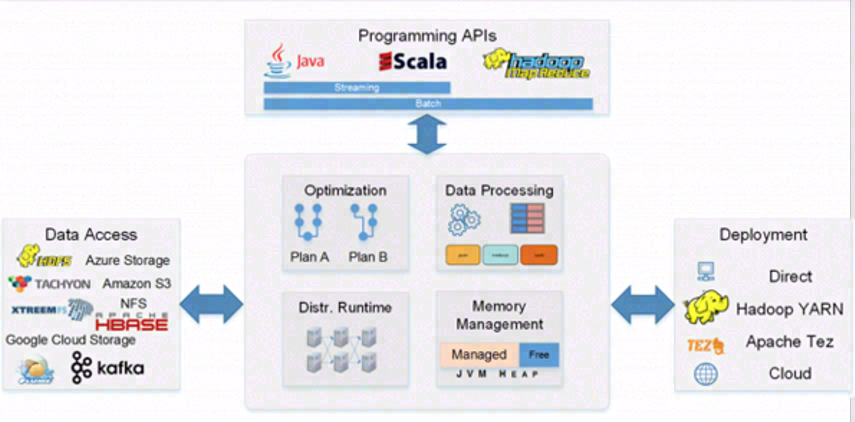 Programming APIs
Java
Scala
hadoop
Map Reduce
Streaming
Batch
Optimization
Plan A Plan B
Data Processing
Distr. Runtime
Memory
Management
Managed Free
JVM HEAP
Data Access
HDFS Azure Storage
TACHYON Amazon S3
XTREEMFS NFS
APACHE
HBASE
Google Cloud Storage
kafka
Deployment
Direct
Hadoop YARN
TEZ Apache Tez
Cloud